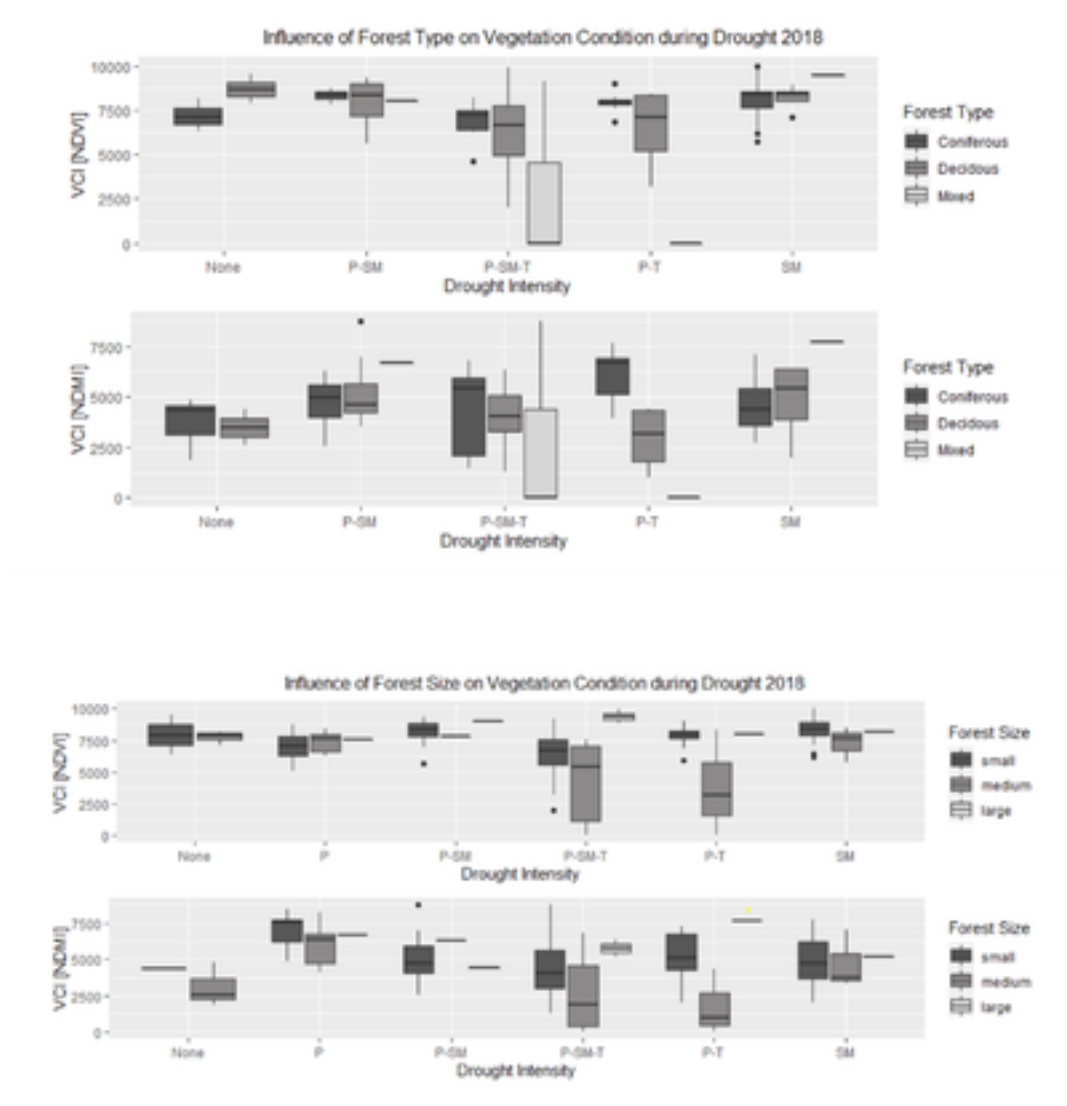 Influence of Forest Type on Vegetation Condition during Drought 2018
VCI [NDVI]
10000
7500
5000
2500
0
None P-SM P-SM-T P-T SM
Drought Intensity
Forest Type
Coniferous
Decidous
Mixed
VCI [NDMI]
7500
5000
2500
0
None P-SM P-SM-T P-T SM
Drought Intensity
Forest Type
Coniferous
Decidous
Mixed
Influence of Forest Size on Vegetation Condition during Drought 2018
VCI [NDVI]
10000
7500
5000
2500
0
None P P-SM P-SM-T P-T SM
Drought Intensity
Forest Size
small
medium
large
VCI [NDMI]
7500
5000
2500
0
None P P-SM P-SM-T P-T SM
Drought Intensity
Forest Size
small
medium
large